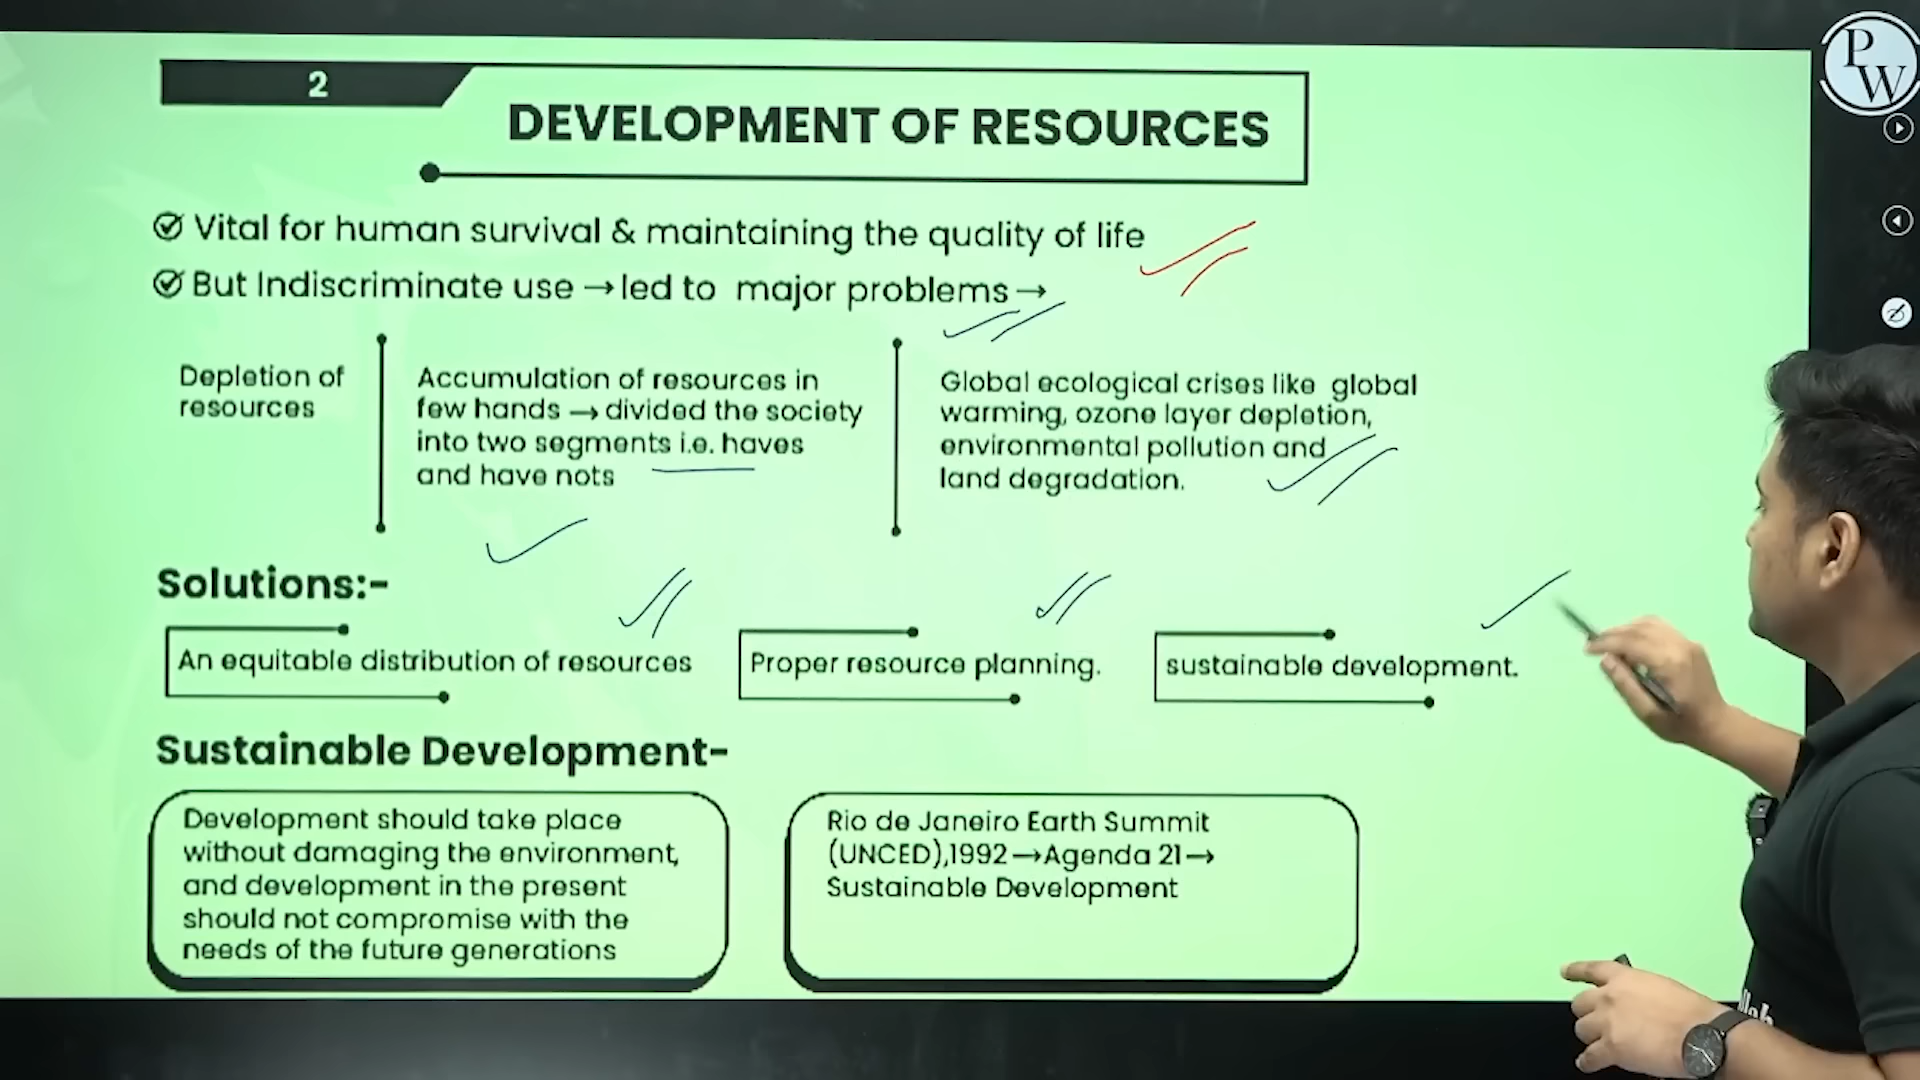 P
W
2
DEVELOPMENT OF RESOURCES
Vital for human survival & maintaining the quality of life
But Indiscriminate use → led to major problems →
Depletion of
resources
Accumulation of resources in
few hands → divided the society
into two segments i.e. haves
and have nots
Global ecological crises like global
warming, ozone layer depletion,
environmental pollution and
land degradation.
Solutions:-
An equitable distribution of resources
Proper resource planning.
sustainable development.
Sustainable Development-
Development should take place
without damaging the environment,
and development in the present
should not compromise with the
needs of the future generations
Rio de Janeiro Earth Summit
(UNCED),1992→Agenda 21→
Sustainable Development